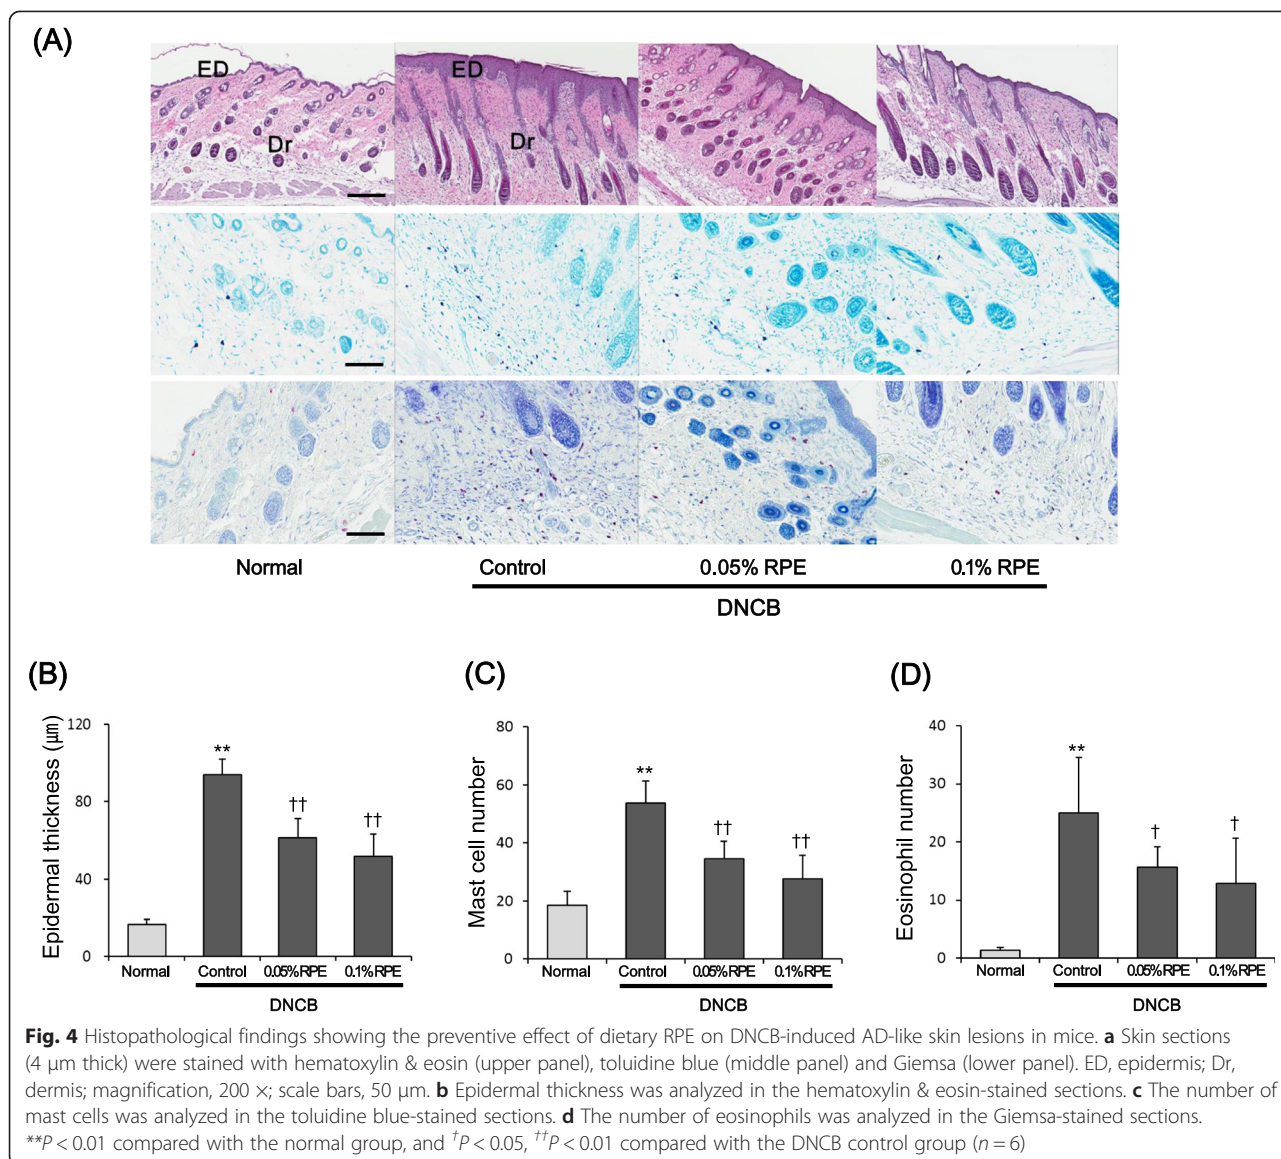 (A)
ED
ED
Dr
Dr
Normal
Control
0.05% RPE
0.1% RPE
DNCB
(B)
(C)
(D)
Epidermal thickness (㎛)
120
80
40
0
**
††
††
Normal
Control
0.05%RPE
0.1%RPE
DNCB
Mast cell number
80
60
40
20
0
**
††
††
Normal
Control
0.05%RPE
0.1%RPE
DNCB
Eosinophil number
40
30
20
10
0
**
†
†
Normal
Control
0.05%RPE
0.1%RPE
DNCB
Fig. 4 Histopathological findings showing the preventive effect of dietary RPE on DNCB-induced AD-like skin lesions in mice. a Skin sections
(4 μm thick) were stained with hematoxylin & eosin (upper panel), toluidine blue (middle panel) and Giemsa (lower panel). ED, epidermis; Dr,
dermis; magnification, 200 ×; scale bars, 50 μm. b Epidermal thickness was analyzed in the hematoxylin & eosin-stained sections. c The number of
mast cells was analyzed in the toluidine blue-stained sections. d The number of eosinophils was analyzed in the Giemsa-stained sections.
**P < 0.01 compared with the normal group, and †P < 0.05, ††P < 0.01 compared with the DNCB control group (n = 6)